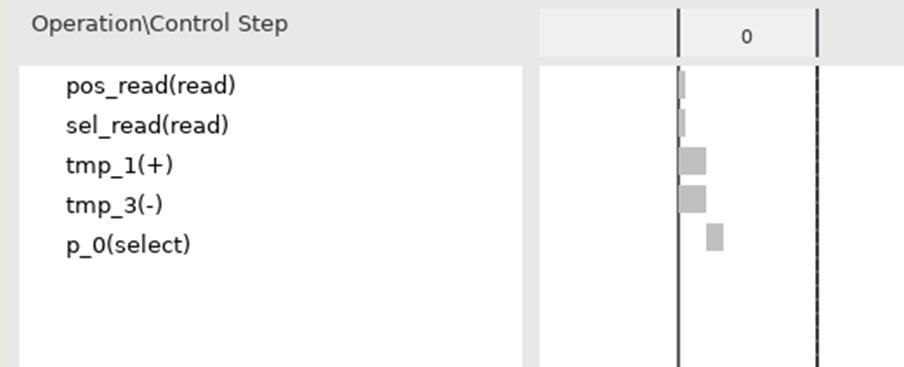 Operation\Control Step
0
pos_read(read)
sel_read(read)
tmp_1(+)
tmp_3(-)
p_0(select)